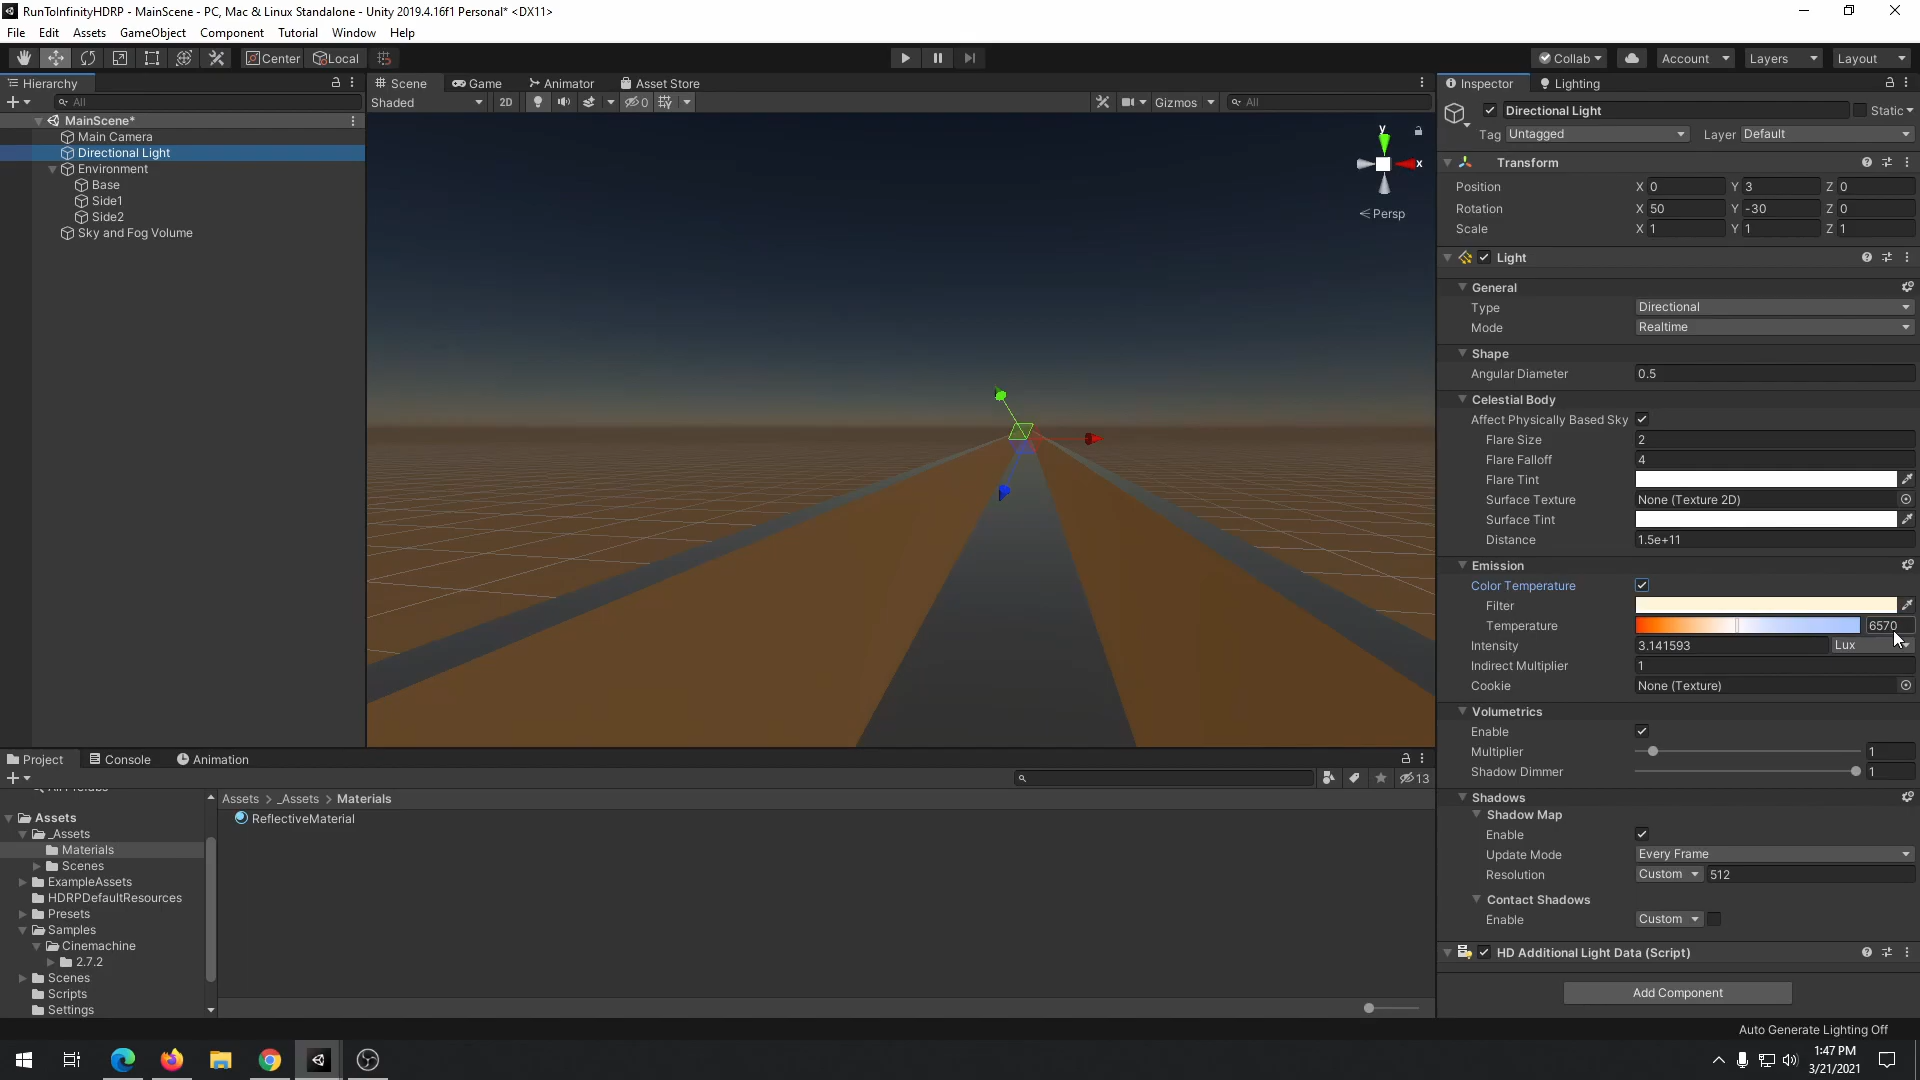 RunToInfinityHDRP - MainScene - PC, Mac & Linux Standalone - Unity 2019.4.16f1 Personal* <DX11>
File Edit Assets GameObject Component Tutorial Window Help
Center Local
Collab Account Layers Layout
Hierarchy
All
MainScene*
Main Camera
Directional Light
Environment
Base
Side1
Side2
Sky and Fog Volume
Scene Game Animator Asset Store
Shaded 2D 0 Gizmos All
y
x
Persp
Inspector Lighting
Directional Light Static
Tag Untagged Layer Default
Transform
Position X 0 Y 3 Z 0
Rotation X 50 Y -30 Z 0
Scale X 1 Y 1 Z 1
Light
General
Type Directional
Mode Realtime
Shape
Angular Diameter 0.5
Celestial Body
Affect Physically Based Sky
Flare Size 2
Flare Falloff 4
Flare Tint
Surface Texture None (Texture 2D)
Surface Tint
Distance 1.5e+11
Emission
Color Temperature
Filter
Temperature 6570
Intensity 3.141593 Lux
Indirect Multiplier 1
Cookie None (Texture)
Volumetrics
Enable
Multiplier 1
Shadow Dimmer 1
Shadows
Shadow Map
Enable
Update Mode Every Frame
Resolution Custom 512
Contact Shadows
Enable Custom
HD Additional Light Data (Script)
Add Component
Project Console Animation
13
Assets
_Assets
Materials
Scenes
ExampleAssets
HDRPDefaultResources
Presets
Samples
Cinemachine
2.7.2
Scenes
Scripts
Settings
Assets > _Assets > Materials
ReflectiveMaterial
Auto Generate Lighting Off
1:47 PM
3/21/2021